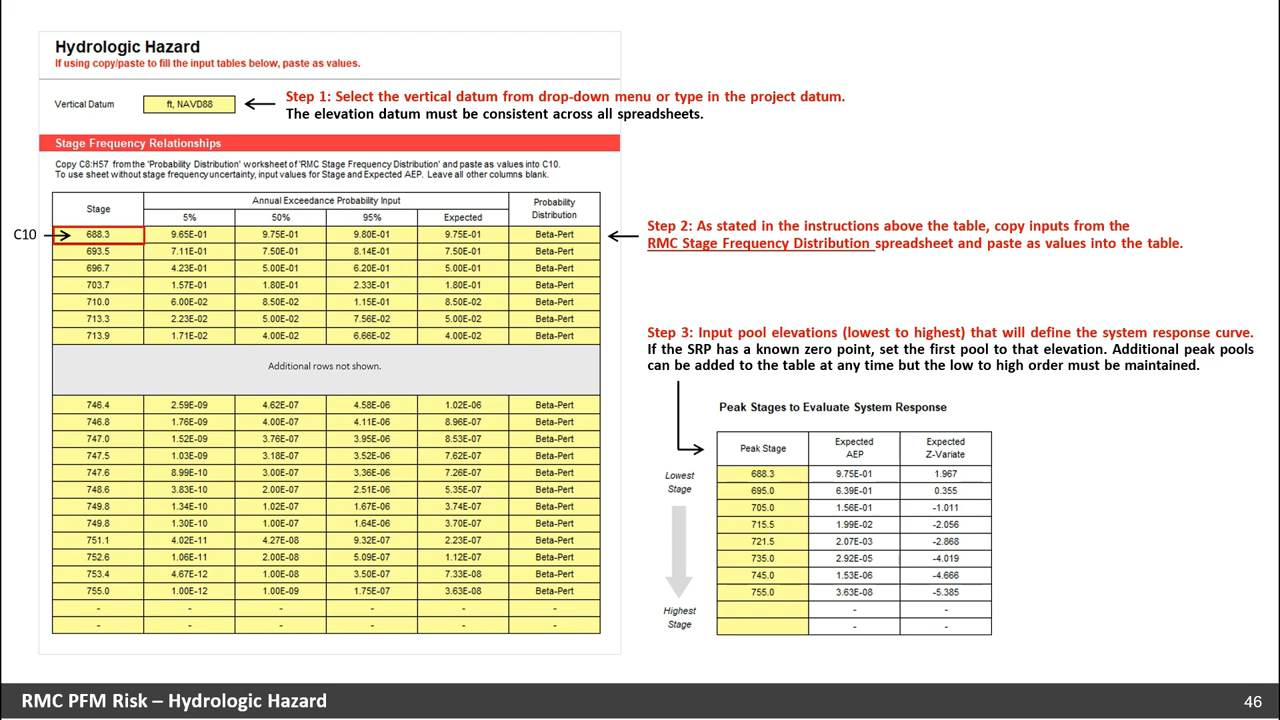 Hydrologic Hazard
If using copy/paste to fill the input tables below, paste as values.
Vertical Datum
ft, NAVD88
Step 1: Select the vertical datum from drop-down menu or type in the project datum.
The elevation datum must be consistent across all spreadsheets.
Stage Frequency Relationships
Copy C8:H57 from the 'Probability Distribution' worksheet of 'RMC Stage Frequency Distribution' and paste as values into C10.
To use sheet without stage frequency uncertainty, input values for Stage and Expected AEP. Leave all other columns blank.
Stage
Annual Exceedance Probability Input
Probability
Distribution
5% 50% 95% Expected
C10
688.3 9.65E-01 9.75E-01 9.80E-01 9.75E-01 Beta-Pert
693.5 7.11E-01 7.50E-01 8.14E-01 7.50E-01 Beta-Pert
696.7 4.23E-01 5.00E-01 6.20E-01 5.00E-01 Beta-Pert
703.7 1.57E-01 1.80E-01 2.33E-01 1.80E-01 Beta-Pert
710.0 6.00E-02 8.50E-02 1.15E-01 8.50E-02 Beta-Pert
713.3 2.23E-02 5.00E-02 7.56E-02 5.00E-02 Beta-Pert
713.9 1.71E-02 4.00E-02 6.66E-02 4.00E-02 Beta-Pert
Additional rows not shown.
746.4 2.59E-09 4.62E-07 4.58E-06 1.02E-06 Beta-Pert
746.8 1.76E-09 4.00E-07 4.11E-06 8.96E-07 Beta-Pert
747.0 1.52E-09 3.76E-07 3.95E-06 8.53E-07 Beta-Pert
747.5 1.03E-09 3.18E-07 3.52E-06 7.62E-07 Beta-Pert
747.6 8.99E-10 3.00E-07 3.36E-06 7.26E-07 Beta-Pert
748.6 3.83E-10 2.00E-07 2.51E-06 5.35E-07 Beta-Pert
749.8 1.34E-10 1.02E-07 1.67E-06 3.74E-07 Beta-Pert
749.8 1.30E-10 1.00E-07 1.64E-06 3.70E-07 Beta-Pert
751.1 4.02E-11 4.27E-08 9.32E-07 2.23E-07 Beta-Pert
752.6 1.06E-11 2.00E-08 5.09E-07 1.12E-07 Beta-Pert
753.4 4.67E-12 1.00E-08 3.50E-07 7.33E-08 Beta-Pert
755.0 1.00E-12 1.00E-09 1.75E-07 3.63E-08 Beta-Pert
- - - - - -
- - - - - -
Step 2: As stated in the instructions above the table, copy inputs from the
RMC Stage Frequency Distribution spreadsheet and paste as values into the table.
Step 3: Input pool elevations (lowest to highest) that will define the system response curve.
If the SRP has a known zero point, set the first pool to that elevation. Additional peak pools
can be added to the table at any time but the low to high order must be maintained.
Peak Stages to Evaluate System Response
Peak Stage
Expected
AEP
Expected
Z-Variate
Lowest
Stage
688.3 9.75E-01 1.967
695.0 6.39E-01 0.355
705.0 1.56E-01 -1.011
715.5 1.99E-02 -2.056
721.5 2.07E-03 -2.868
735.0 2.92E-05 -4.019
745.0 1.53E-06 -4.666
755.0 3.63E-08 -5.385
- -
- -
Highest
Stage
RMC PFM Risk – Hydrologic Hazard
46